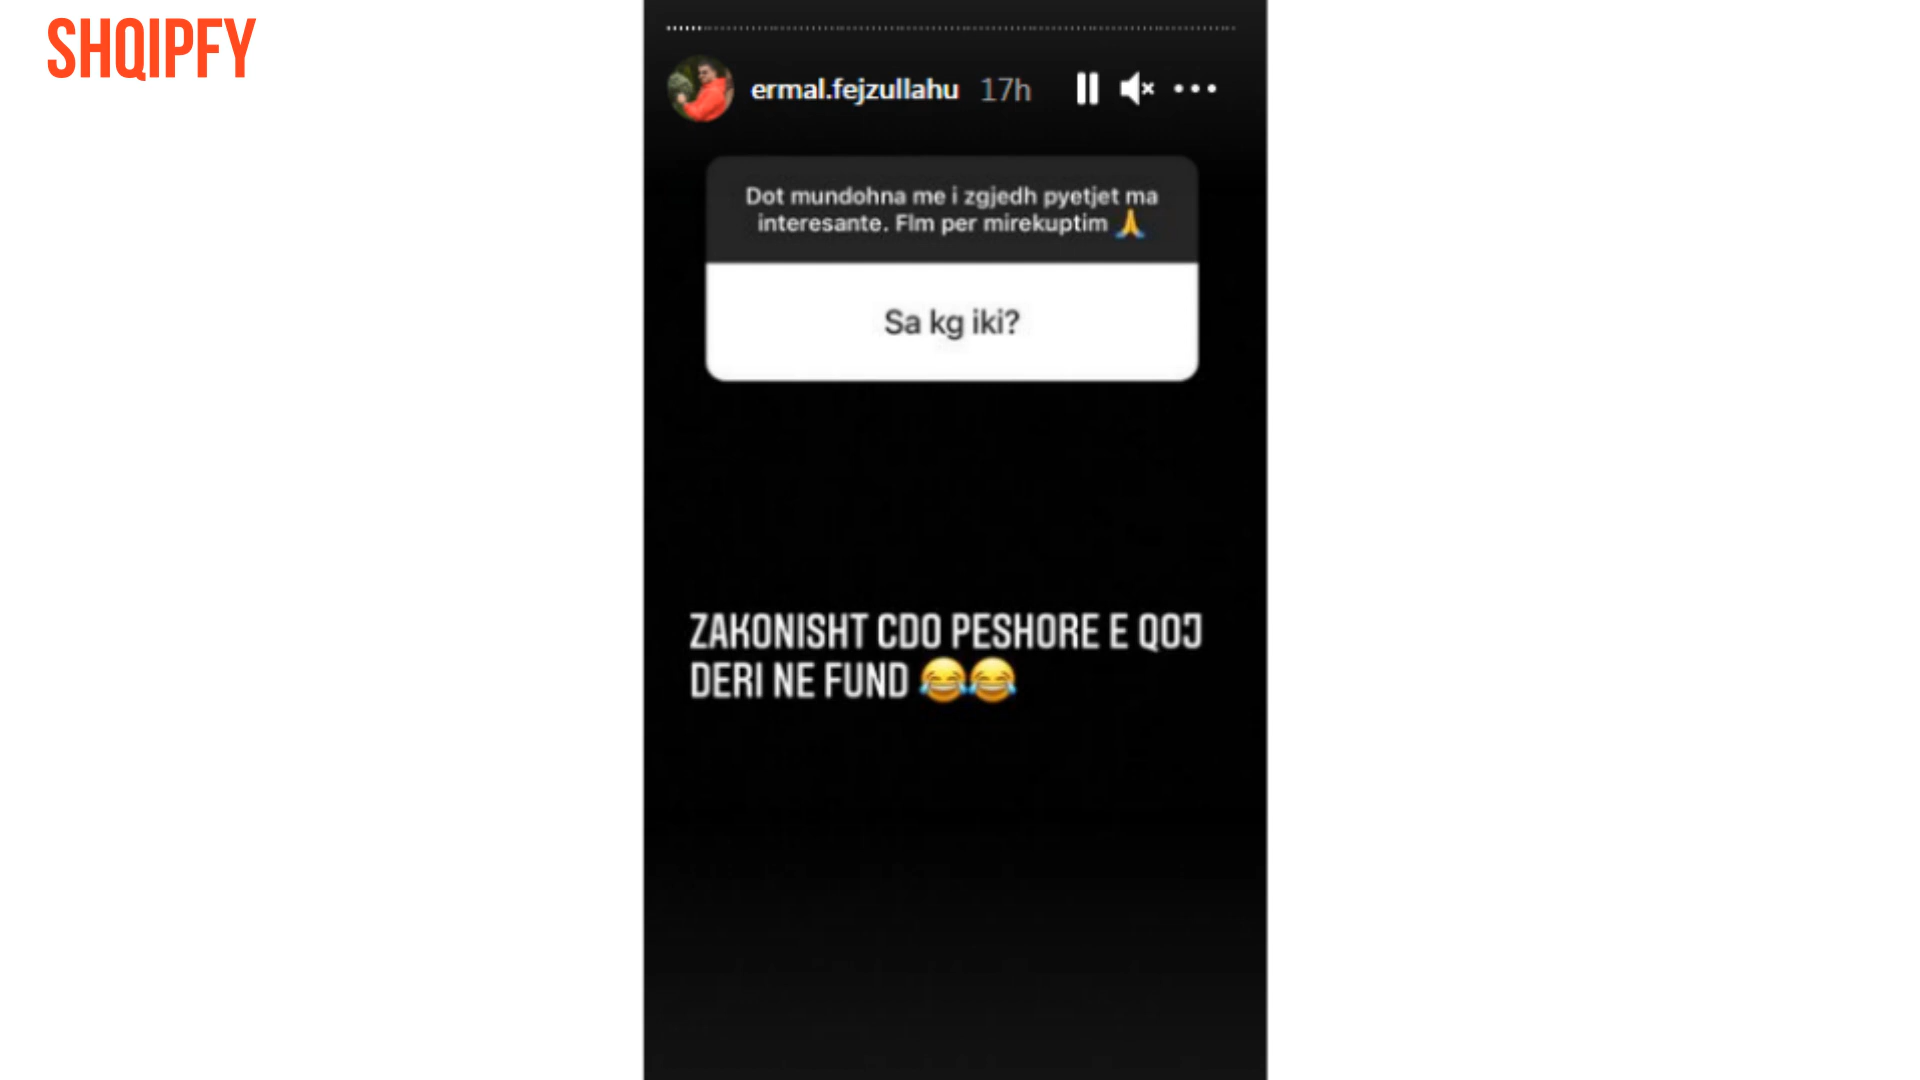 SHQIPFY
ermal.fejzullahu 17h
Dot mundohna me i zgjedh pyetjet ma
interesante. Flm per mirekuptim 🙏
Sa kg iki?
ZAKONISHT CDO PESHORE E QOJ
DERI NE FUND 😂😂